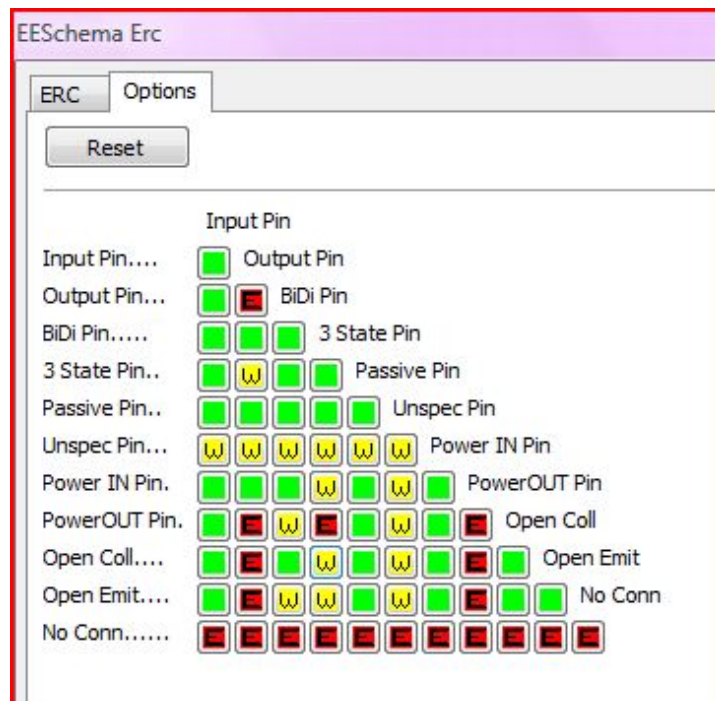 EESchema Erc
ERC Options
Reset
Input Pin
Input Pin.... Output Pin
Output Pin... E BiDi Pin
BiDi Pin..... 3 State Pin
3 State Pin.. W Passive Pin
Passive Pin.. Unspec Pin
Unspec Pin... W W W W W W Power IN Pin
Power IN Pin. W W PowerOUT Pin
PowerOUT Pin. E W E W E Open Coll
Open Coll.... E W W E Open Emit
Open Emit.... E W W W E No Conn
No Conn...... E E E E E E E E E E E